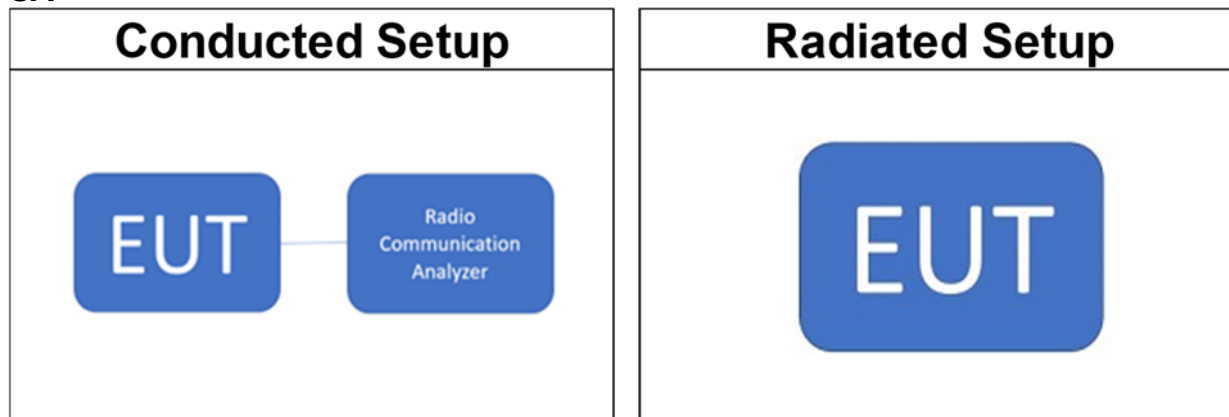 Conducted Setup
Radiated Setup
EUT
Radio
Communication
Analyzer
EUT